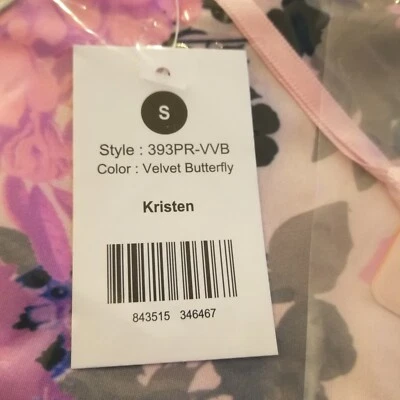 S
Style : 393PR-VVB
Color : Velvet Butterfly
Kristen
843515 346467